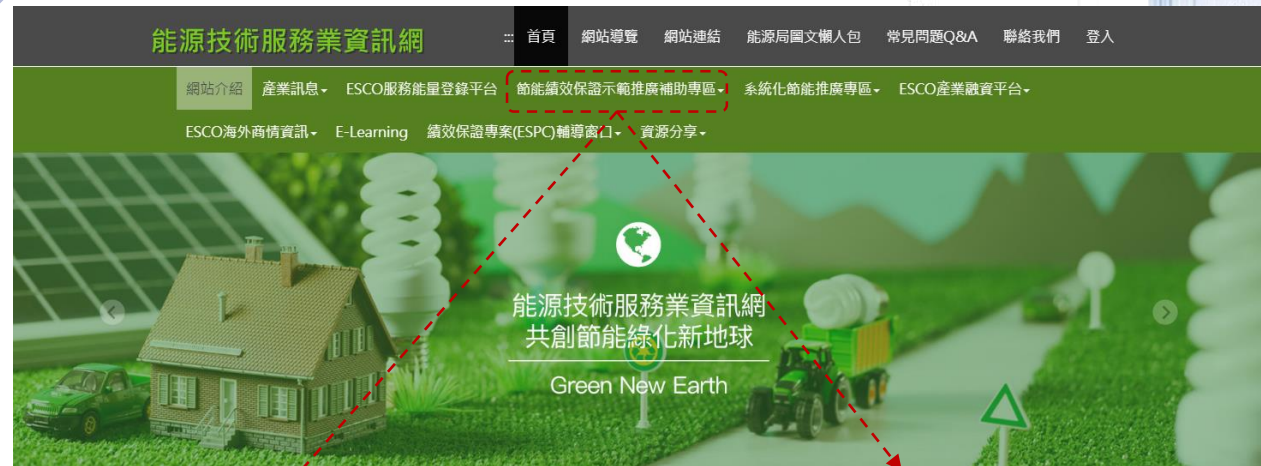 能源技術服務業資訊網
::: 首頁 網站導覽 網站連結 能源局圖文懶人包 常見問題Q&A 聯絡我們 登入
網站介紹 產業訊息 ESCO服務能量登錄平台 節能績效保證示範推廣補助專區 系統化節能推廣專區 ESCO產業融資平台
ESCO海外商情資訊 E-Learning 績效保證專案(ESPC)輔導窗口 資源分享
能源技術服務業資訊網
共創節能綠化新地球
Green New Earth